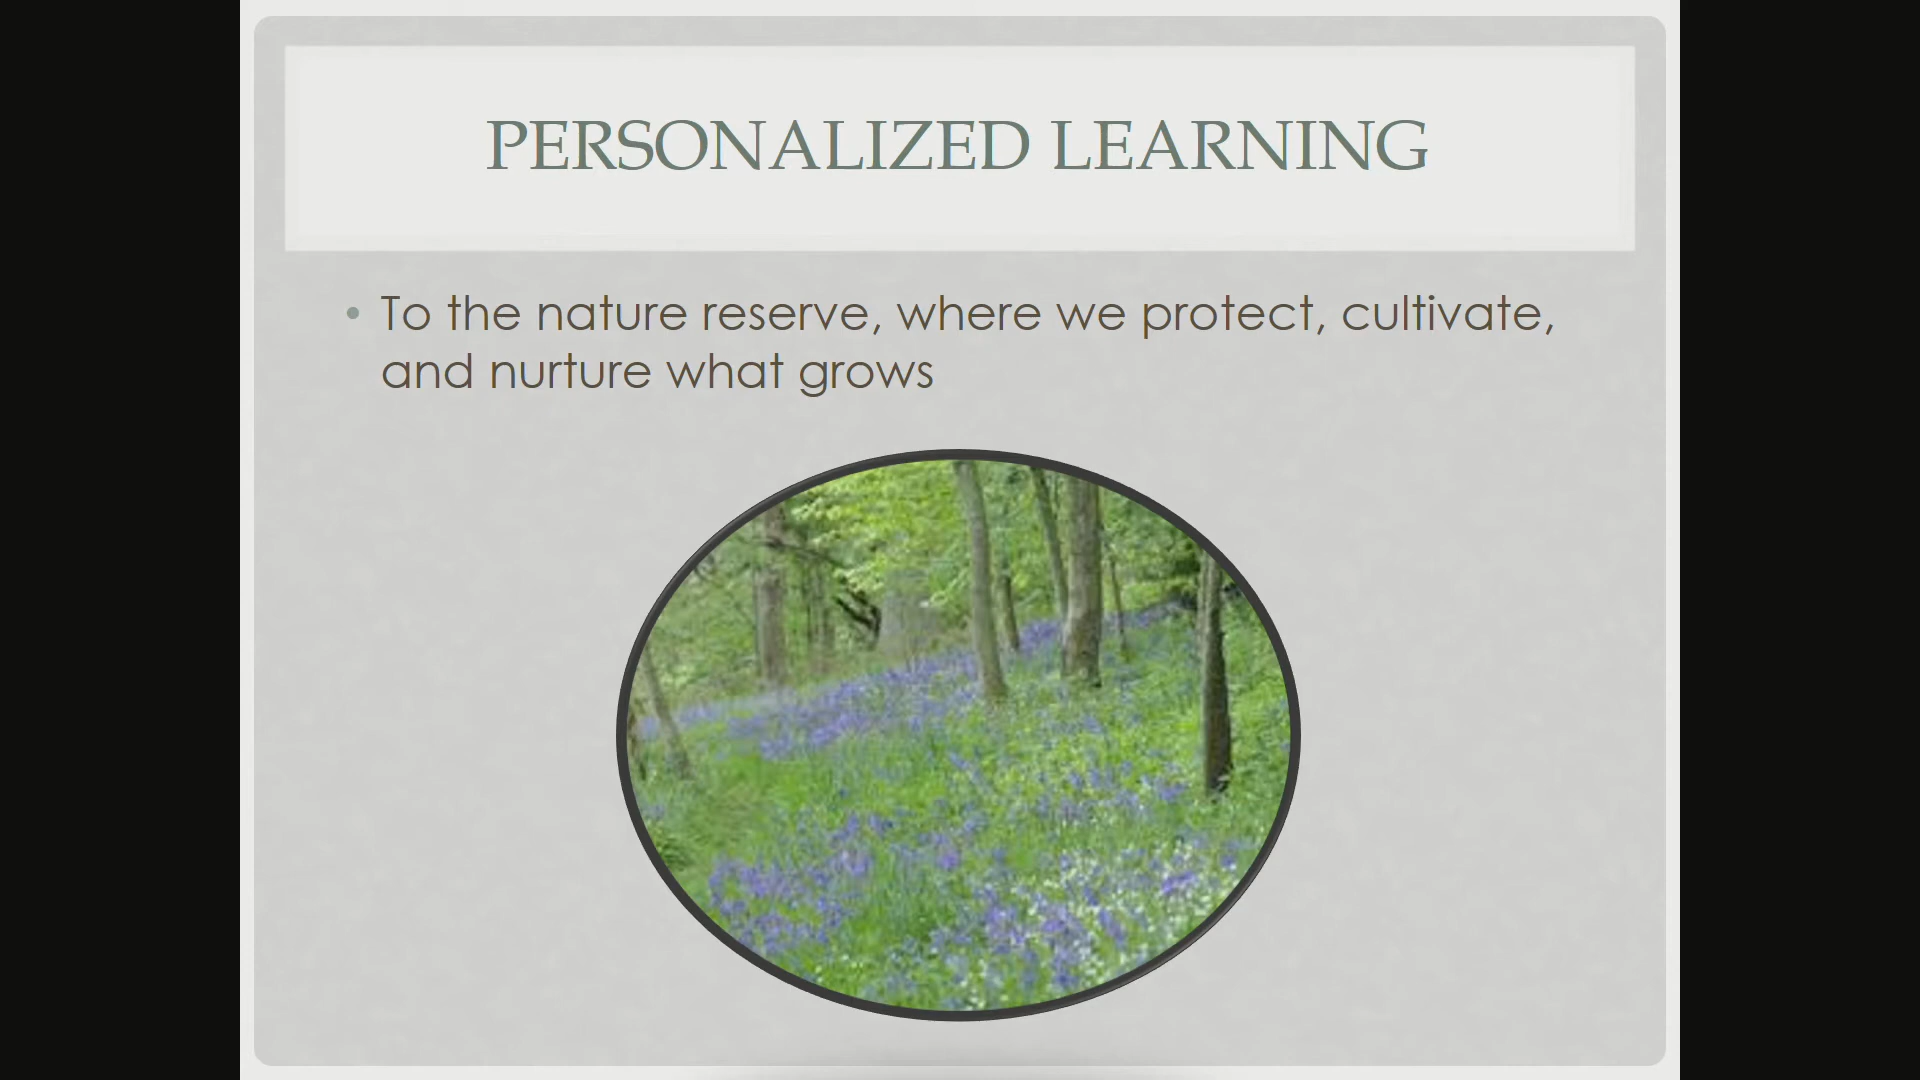 PERSONALIZED LEARNING
• To the nature reserve, where we protect, cultivate,
and nurture what grows